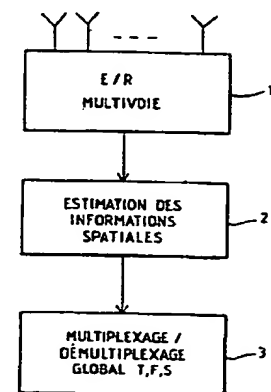 E/R
MULTIVOIE
1
ESTIMATION DES
INFORMATIONS
SPATIALES
2
MULTIPLEXAGE /
DÉMULTIPLEXAGE
GLOBAL T,F,S
3